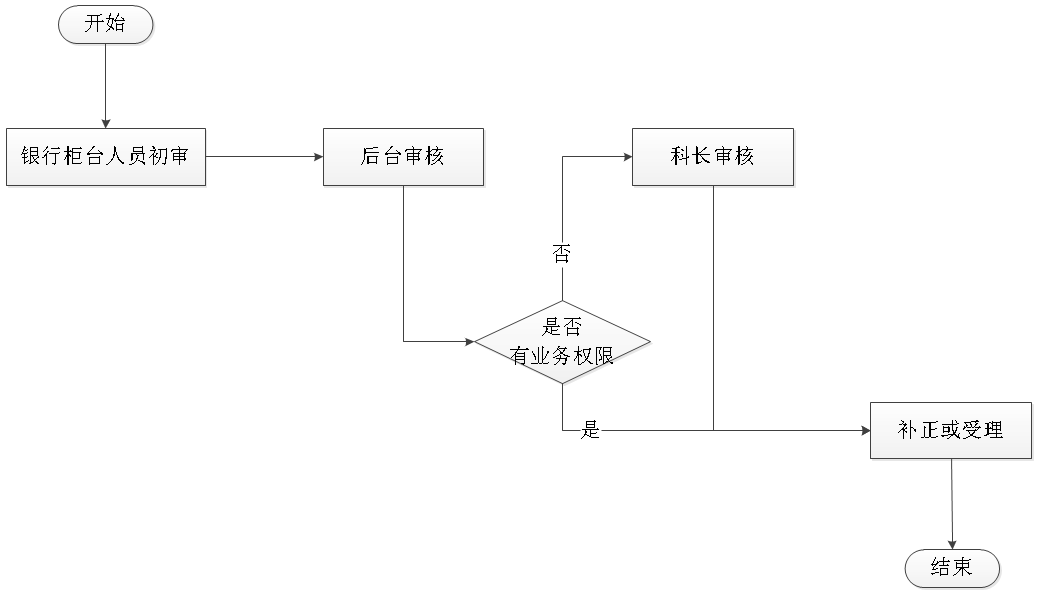 开始
银行柜台人员初审
后台审核
科长审核
否
是否
有业务权限
是
补正或受理
结束